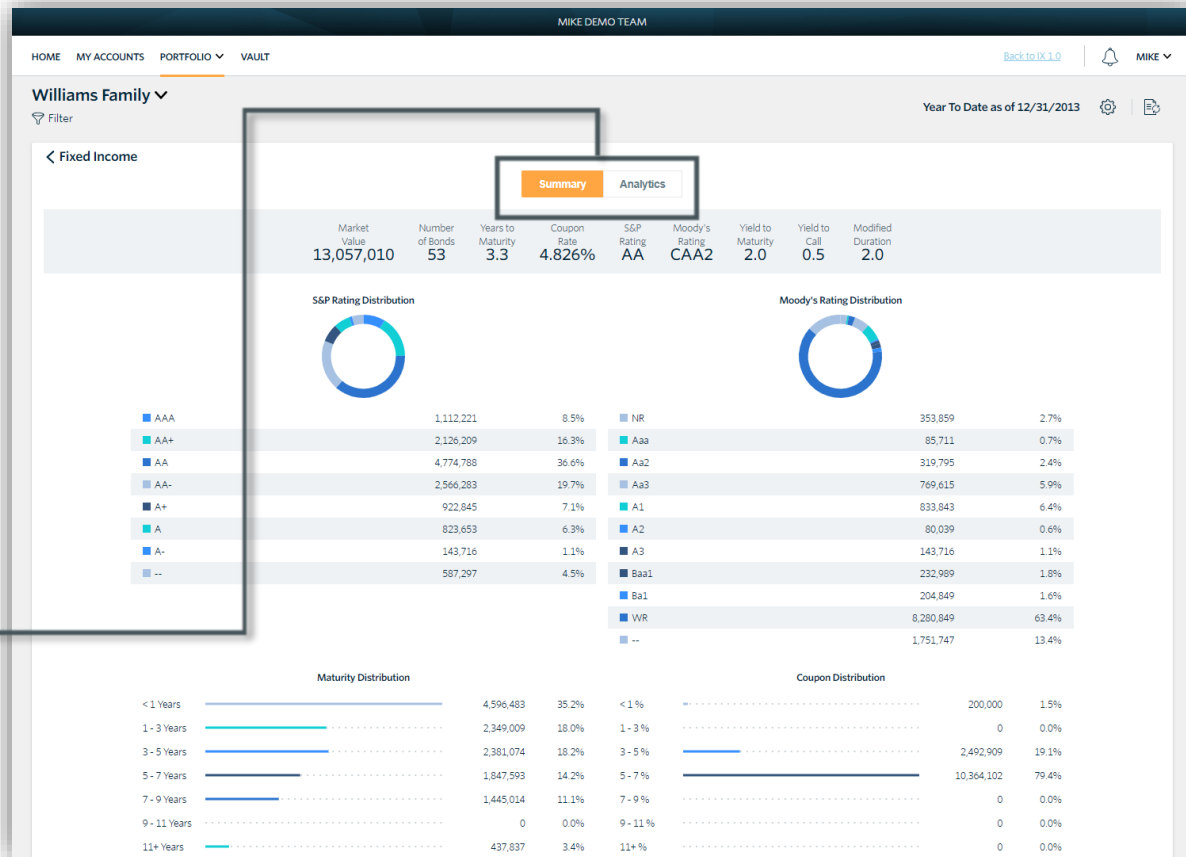 MIKE DEMO TEAM
HOME MY ACCOUNTS PORTFOLIO VAULT Back to IX 1.0 MIKE
Williams Family
Filter
Year To Date as of 12/31/2013
Fixed Income
Summary Analytics
Market Value 13,057,010
Number of Bonds 53
Years to Maturity 3.3
Coupon Rate 4.826%
S&P Rating AA
Moody's Rating CAA2
Yield to Maturity 2.0
Yield to Call 0.5
Modified Duration 2.0
S&P Rating Distribution
AAA 1,112,221 8.5%
AA+ 2,126,209 16.3%
AA 4,774,788 36.6%
AA- 2,566,283 19.7%
A+ 922,845 7.1%
A 823,653 6.3%
A- 143,716 1.1%
-- 587,297 4.5%
Moody's Rating Distribution
NR 353,859 2.7%
Aaa 85,711 0.7%
Aa2 319,795 2.4%
Aa3 769,615 5.9%
A1 833,843 6.4%
A2 80,039 0.6%
A3 143,716 1.1%
Baa1 232,989 1.8%
Ba1 204,849 1.6%
WR 8,280,849 63.4%
-- 1,751,747 13.4%
Maturity Distribution
< 1 Years 4,596,483 35.2%
1 - 3 Years 2,349,009 18.0%
3 - 5 Years 2,381,074 18.2%
5 - 7 Years 1,847,593 14.2%
7 - 9 Years 1,445,014 11.1%
9 - 11 Years 0 0.0%
11+ Years 437,837 3.4%
Coupon Distribution
< 1 % 200,000 1.5%
1 - 3 % 0 0.0%
3 - 5 % 2,492,909 19.1%
5 - 7 % 10,364,102 79.4%
7 - 9 % 0 0.0%
9 - 11 % 0 0.0%
11+ % 0 0.0%